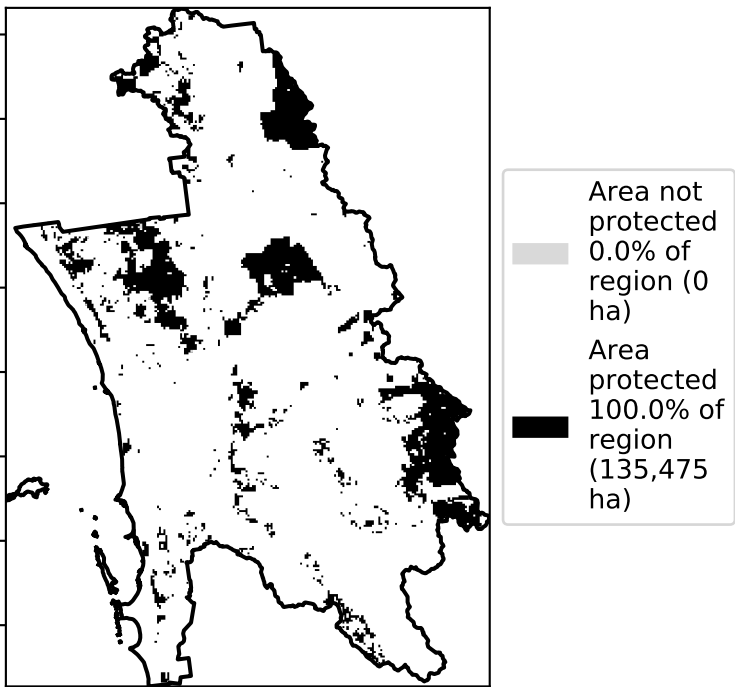 Area not
protected
0.0% of
region (0
ha)
Area
protected
100.0% of
region
(135,475
ha)